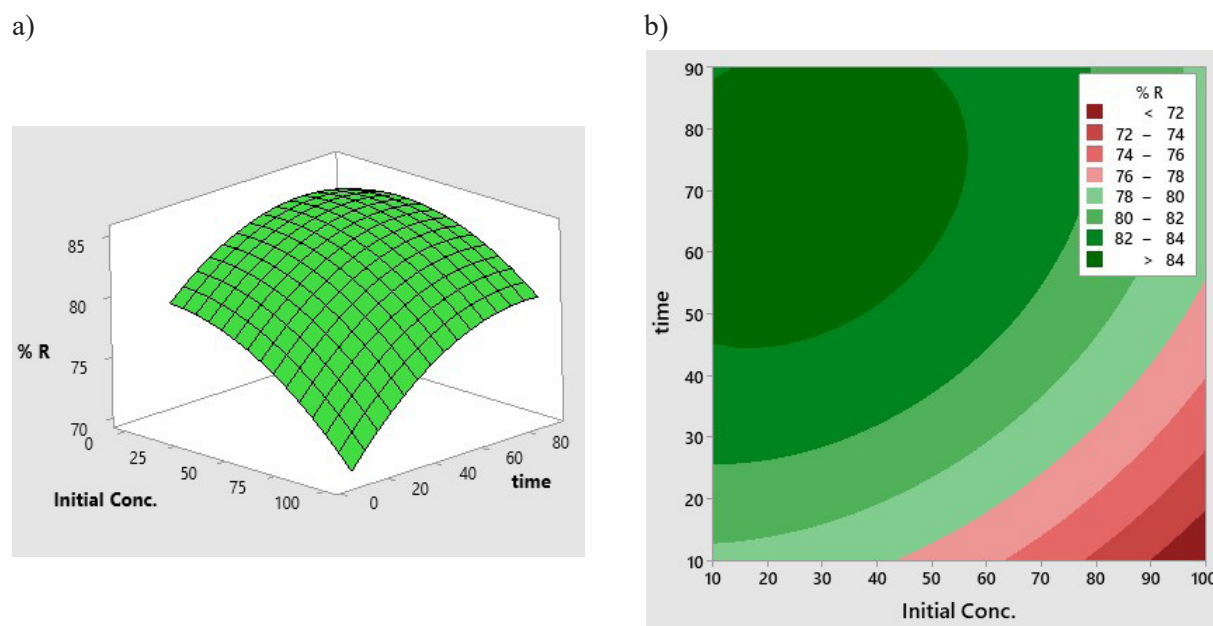 a)
85
80
75
70
% R
0
25
50
75
100
Initial Conc.
0
20
40
60
80
time
b)
90
80
70
60
50
40
30
20
10
time
10 20 30 40 50 60 70 80 90 100
Initial Conc.
% R
< 72
72 – 74
74 – 76
76 – 78
78 – 80
80 – 82
82 – 84
> 84